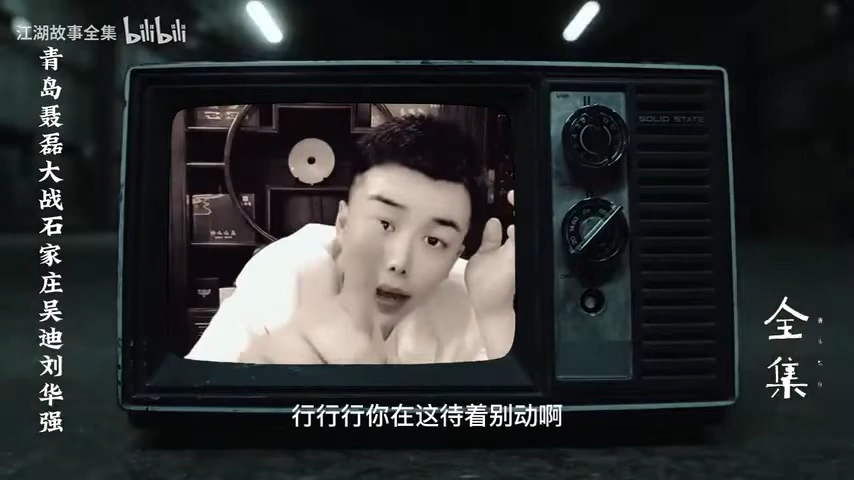 江湖故事全集 bilibili
青岛聂磊大战石家庄吴迪刘华强
SOLID STATE
全集
行行行你在这待着别动啊